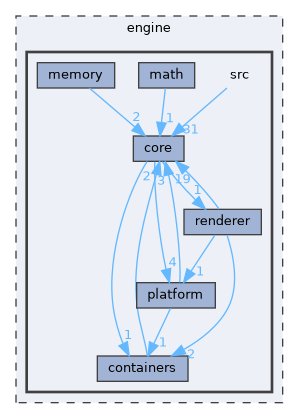 engine
memory
math
src
2
1
31
core
2
3
19
1
renderer
4
1
platform
1
1
2
containers